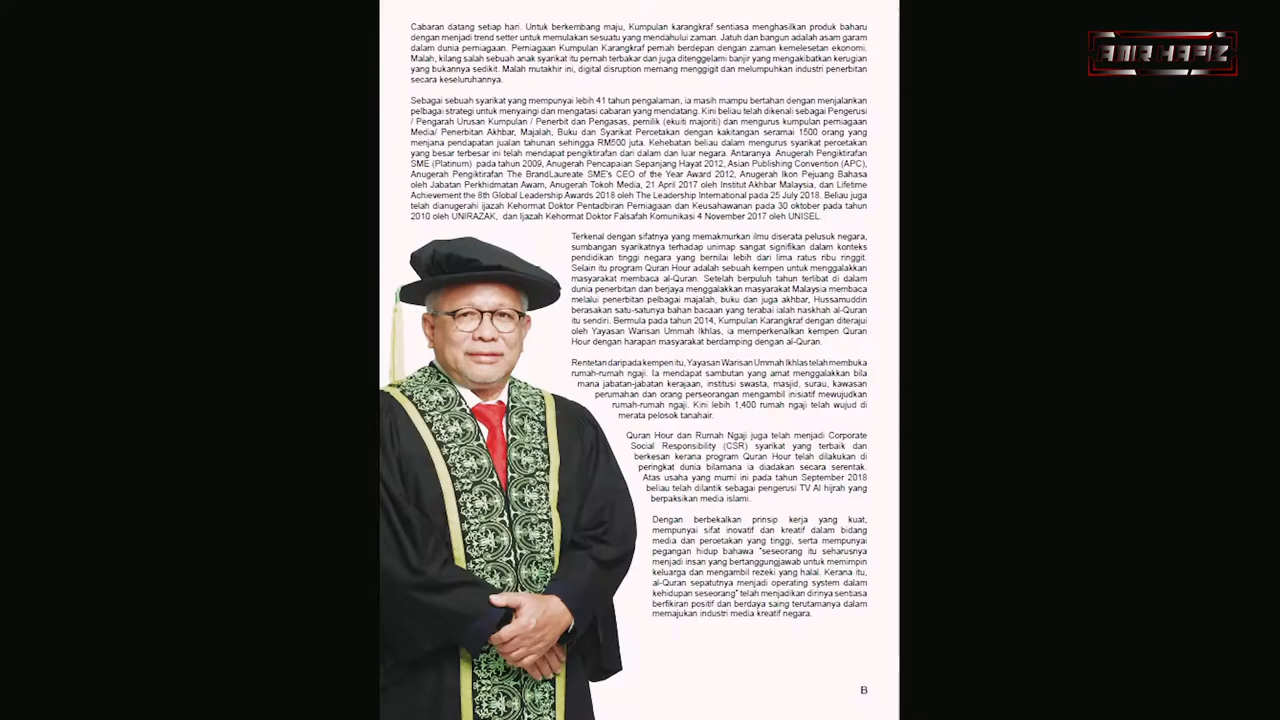 AMIR HAFIZ
Cabaran datang setiap hari. Untuk berkembang maju, Kumpulan karangkraf sentiasa menghasilkan produk baharu
dengan menjadi trend setter untuk memulakan sesuatu yang mendahului zaman. Jatuh dan bangun adalah asam garam
dalam dunia perniagaan. Perniagaan Kumpulan Karangkraf pernah berdepan dengan zaman kemelesetan ekonomi.
Malah, kilang salah sebuah anak syarikat itu pernah terbakar dan juga ditenggelami banjir yang mengakibatkan kerugian
yang bukannya sedikit. Malah mutakhir ini, digital disruption memang menggigit dan melumpuhkan industri penerbitan
secara keseluruhannya.
Sebagai sebuah syarikat yang mempunyai lebih 41 tahun pengalaman, ia masih mampu bertahan dengan menjalankan
pelbagai strategi untuk menyaingi dan mengatasi cabaran yang mendatang. Kini beliau telah dikenali sebagai Pengerusi
/ Pengarah Urusan Kumpulan / Penerbit dan Pengasas, pemilik (ekuiti majoriti) dan mengurus kumpulan perniagaan
Media/ Penerbitan Akhbar, Majalah, Buku dan Syarikat Percetakan dengan kakitangan seramai 1500 orang yang
menjana pendapatan jualan tahunan sehingga RM500 juta. Kehebatan beliau dalam mengurus syarikat percetakan
yang besar terbesar ini telah mendapat pengiktirafan dari dalam dan luar negara. Antaranya Anugerah Pengiktirafan
SME (Platinum) pada tahun 2009, Anugerah Pencapaian Sepanjang Hayat 2012, Asian Publishing Convention (APC),
Anugerah Pengiktirafan The BrandLaureate SME's CEO of the Year Award 2012, Anugerah Ikon Pejuang Bahasa
oleh Jabatan Perkhidmatan Awam, Anugerah Tokoh Media, 21 April 2017 oleh Institut Akhbar Malaysia, dan Lifetime
Achievement the 8th Global Leadership Awards 2018 oleh The Leadership International pada 25 July 2018. Beliau juga
telah dianugerahi ijazah Kehormat Doktor Pentadbiran Perniagaan dan Keusahawanan pada 30 oktober pada tahun
2010 oleh UNIRAZAK, dan Ijazah Kehormat Doktor Falsafah Komunikasi 4 November 2017 oleh UNISEL.
Terkenal dengan sifatnya yang memakmurkan ilmu diserata pelusuk negara,
sumbangan syarikatnya terhadap unimap sangat signifikan dalam konteks
pendidikan tinggi negara yang bernilai lebih dari lima ratus ribu ringgit.
Selain itu program Quran Hour adalah sebuah kempen untuk menggalakkan
masyarakat membaca al-Quran. Setelah berpuluh tahun terlibat di dalam
dunia penerbitan dan berjaya menggalakkan masyarakat Malaysia membaca
melalui penerbitan pelbagai majalah, buku dan juga akhbar, Hussamuddin
berasakan satu-satunya bahan bacaan yang terabai ialah naskhah al-Quran
itu sendiri. Bermula pada tahun 2014, Kumpulan Karangkraf dengan diterajui
oleh Yayasan Warisan Ummah Ikhlas, ia memperkenalkan kempen Quran
Hour dengan harapan masyarakat berdamping dengan al-Quran.
Rentetan daripada kempen itu, Yayasan Warisan Ummah Ikhlas telah membuka
rumah-rumah ngaji. Ia mendapat sambutan yang amat menggalakkan bila
mana jabatan-jabatan kerajaan, institusi swasta, masjid, surau, kawasan
perumahan dan orang perseorangan mengambil inisiatif mewujudkan
rumah-rumah ngaji. Kini lebih 1,400 rumah ngaji telah wujud di
merata pelosok tanahair.
Quran Hour dan Rumah Ngaji juga telah menjadi Corporate
Social Responsibility (CSR) syarikat yang terbaik dan
berkesan kerana program Quran Hour telah dilakukan di
peringkat dunia bilamana ia diadakan secara serentak.
Atas usaha yang murni ini pada tahun September 2018
beliau telah dilantik sebagai pengerusi TV Al hijrah yang
berpaksikan media islami.
Dengan berbekalkan prinsip kerja yang kuat,
mempunyai sifat inovatif dan kreatif dalam bidang
media dan percetakan yang tinggi, serta mempunyai
pegangan hidup bahawa "seseorang itu seharusnya
menjadi insan yang bertanggungjawab untuk memimpin
keluarga dan mengambil rezeki yang halal. Kerana itu,
al-Quran sepatutnya menjadi operating system dalam
kehidupan seseorang" telah menjadikan dirinya sentiasa
berfikiran positif dan berdaya saing terutamanya dalam
memajukan industri media kreatif negara.
B